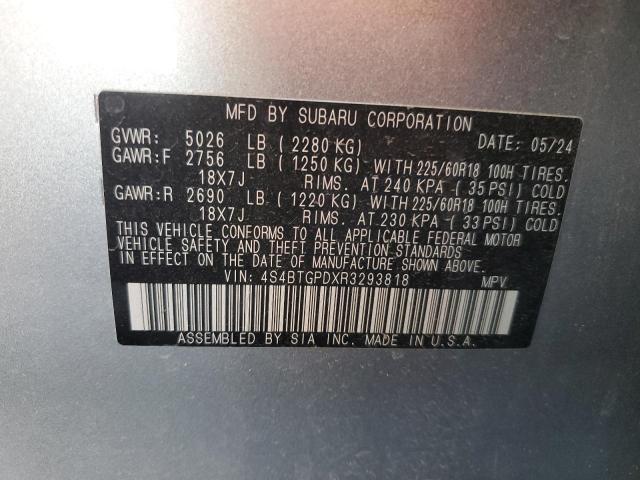 MFD BY SUBARU CORPORATION
GVWR: 5026 LB (2280 KG) DATE: 05/24
GAWR:F 2756 LB (1250 KG) WITH 225/60R18 100H TIRES.
18X7J RIMS. AT 240 KPA (35 PSI) COLD
GAWR:R 2690 LB (1220 KG) WITH 225/60R18 100H TIRES.
18X7J RIMS. AT 230 KPA (33 PSI) COLD
THIS VEHICLE CONFORMS TO ALL APPLICABLE FEDERAL MOTOR
VEHICLE SAFETY AND THEFT PREVENTION STANDARDS
IN EFFECT ON THE DATE OF MANUFACTURE SHOWN ABOVE.
VIN: 4S4BTGPDXR3293818 MPV
ASSEMBLED BY SIA INC. MADE IN U.S.A.